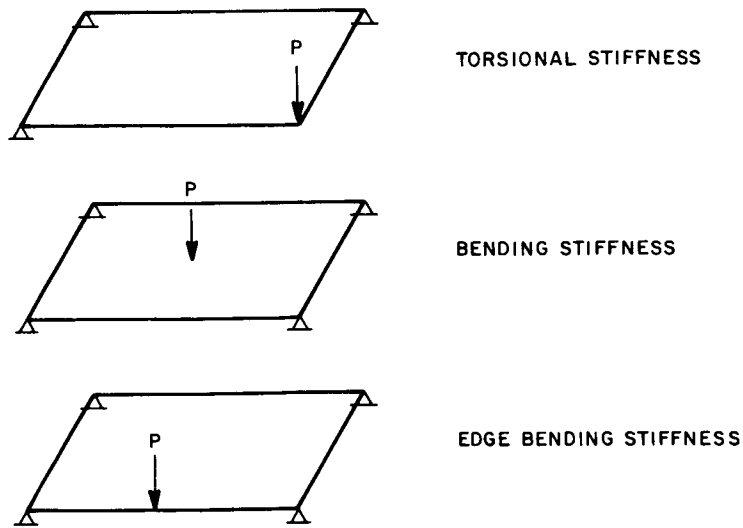 P
TORSIONAL STIFFNESS
P
BENDING STIFFNESS
P
EDGE BENDING STIFFNESS